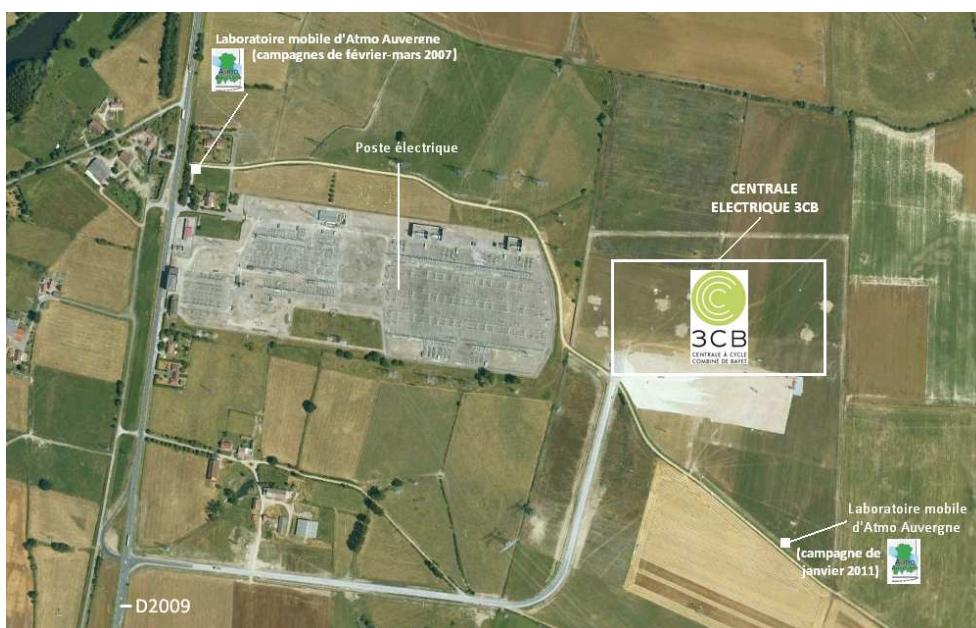 Laboratoire mobile d'Atmo Auvergne
(campagnes de février-mars 2007)
Poste électrique
CENTRALE
ELECTRIQUE 3CB
3CB
CENTRALE À CYCLE
COMBINÉ DE BAYET
Laboratoire mobile
d'Atmo Auvergne
(campagne de
janvier 2011)
D2009